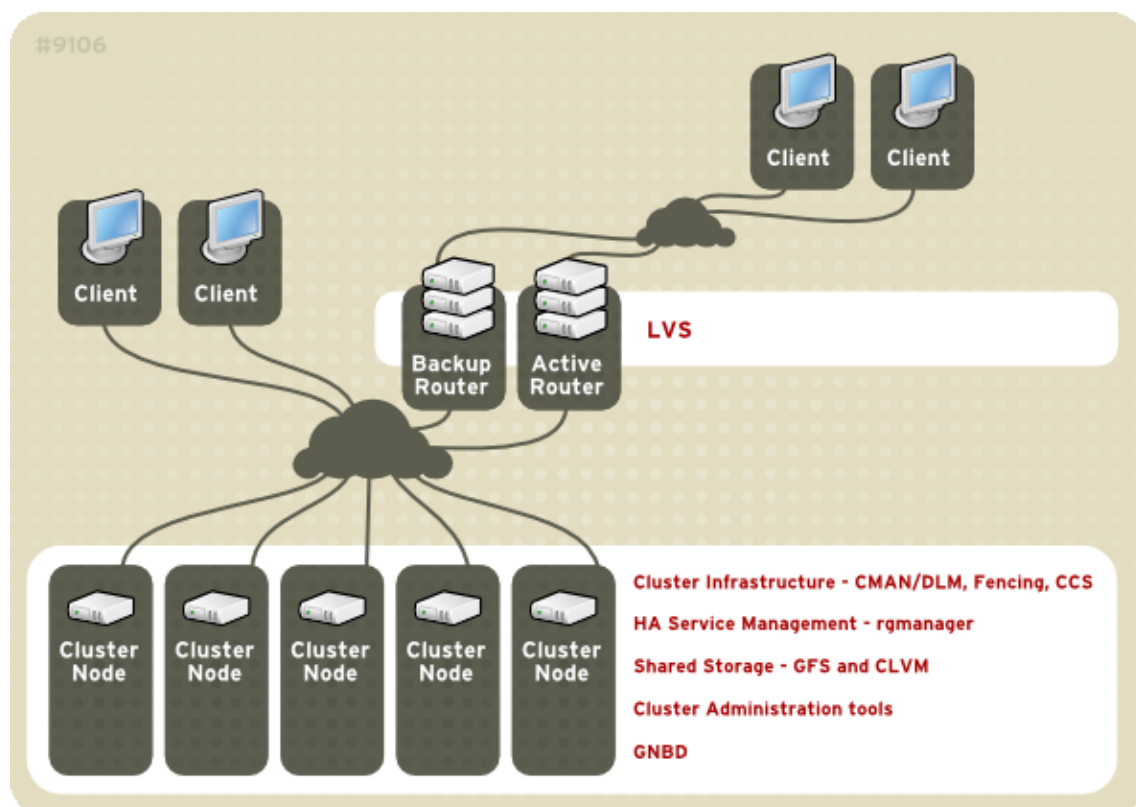 #9106
Client
Client
Client
Client
Backup
Router
Active
Router
LVS
Cluster
Node
Cluster
Node
Cluster
Node
Cluster
Node
Cluster
Node
Cluster Infrastructure - CMAN/DLM, Fencing, CCS
HA Service Management - rgmanager
Shared Storage - GFS and CLVM
Cluster Administration tools
GNBD